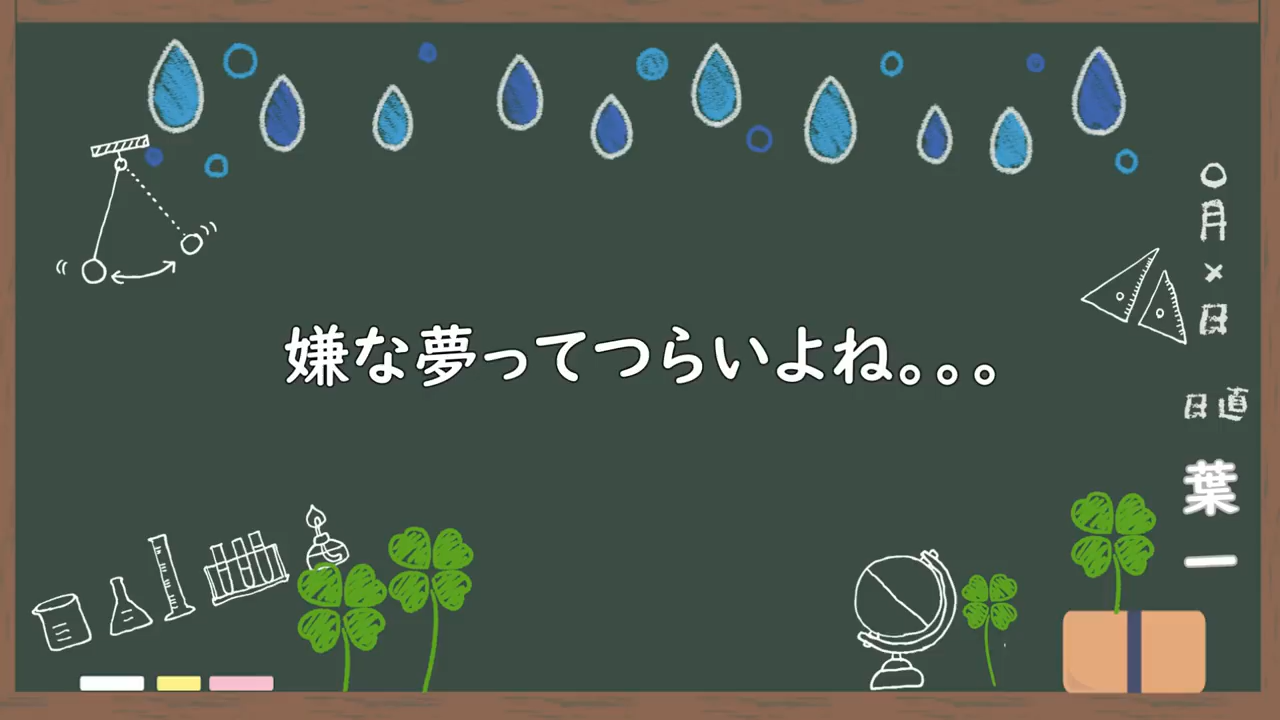 嫌な夢ってつらいよね。。。
〇月×日
日直
葉一